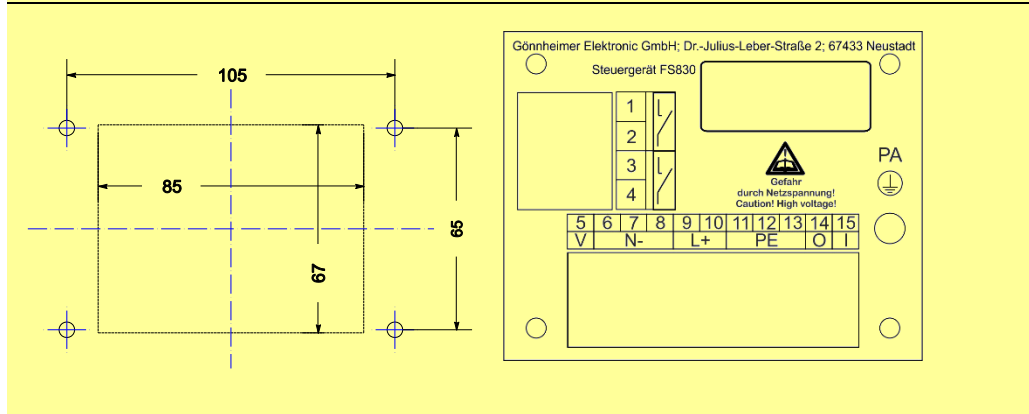 105
85
67
65
Gönnheimer Elektronic GmbH; Dr.-Julius-Leber-Straße 2; 67433 Neustadt
Steuergerät FS830
1
2
3
4
Gefahr
durch Netzspannung!
Caution! High voltage!
PA
5 6 7 8 9 10 11 12 13 14 15
V N- L+ PE O I